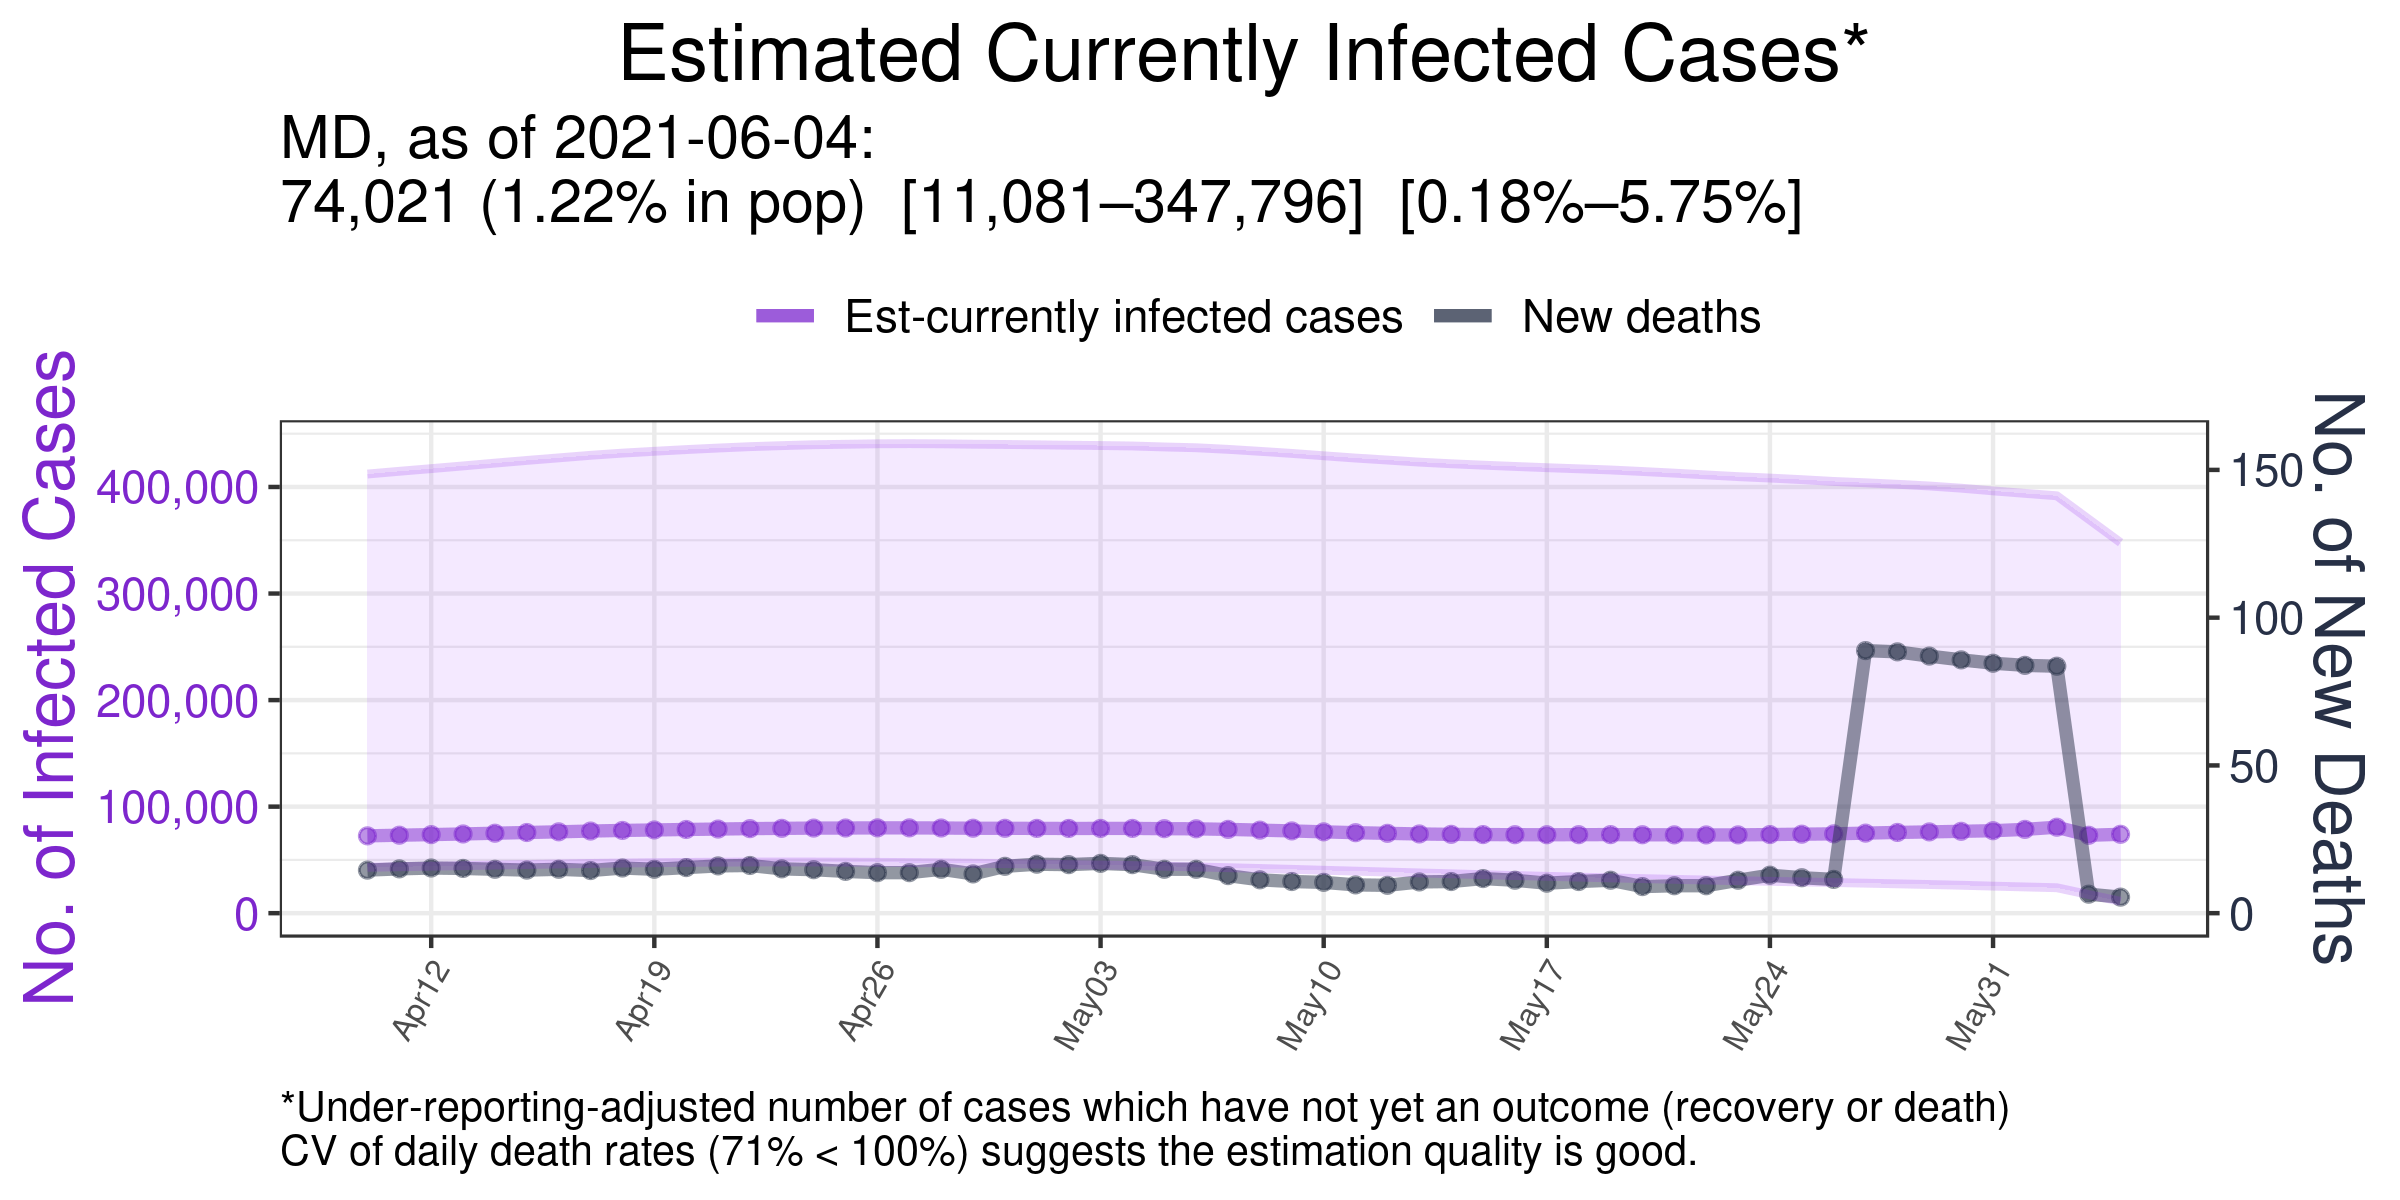 Estimated Currently Infected Cases*
MD, as of 2021-06-04:
74,021 (1.22% in pop)  [11,081–347,796]  [0.18%–5.75%]
Est-currently infected cases
New deaths
No. of Infected Cases
400,000
300,000
200,000
100,000
0
No. of New Deaths
150
100
50
0
Apr12
Apr19
Apr26
May03
May10
May17
May24
May31
*Under-reporting-adjusted number of cases which have not yet an outcome (recovery or death)
CV of daily death rates (71% < 100%) suggests the estimation quality is good.